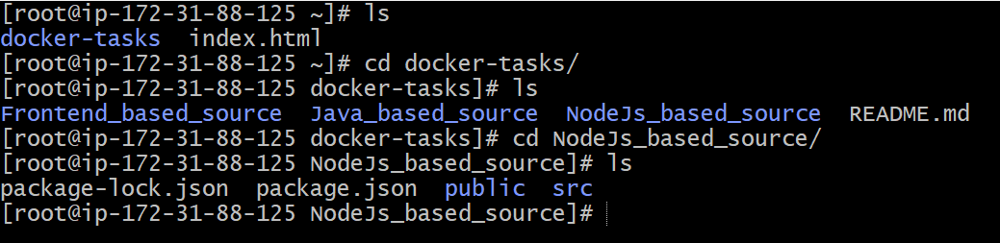 [root@ip-172-31-88-125 ~]# ls
docker-tasks  index.html
[root@ip-172-31-88-125 ~]# cd docker-tasks/
[root@ip-172-31-88-125 docker-tasks]# ls
Frontend_based_source  Java_based_source  NodeJs_based_source  README.md
[root@ip-172-31-88-125 docker-tasks]# cd NodeJs_based_source/
[root@ip-172-31-88-125 NodeJs_based_source]# ls
package-lock.json  package.json  public  src
[root@ip-172-31-88-125 NodeJs_based_source]#